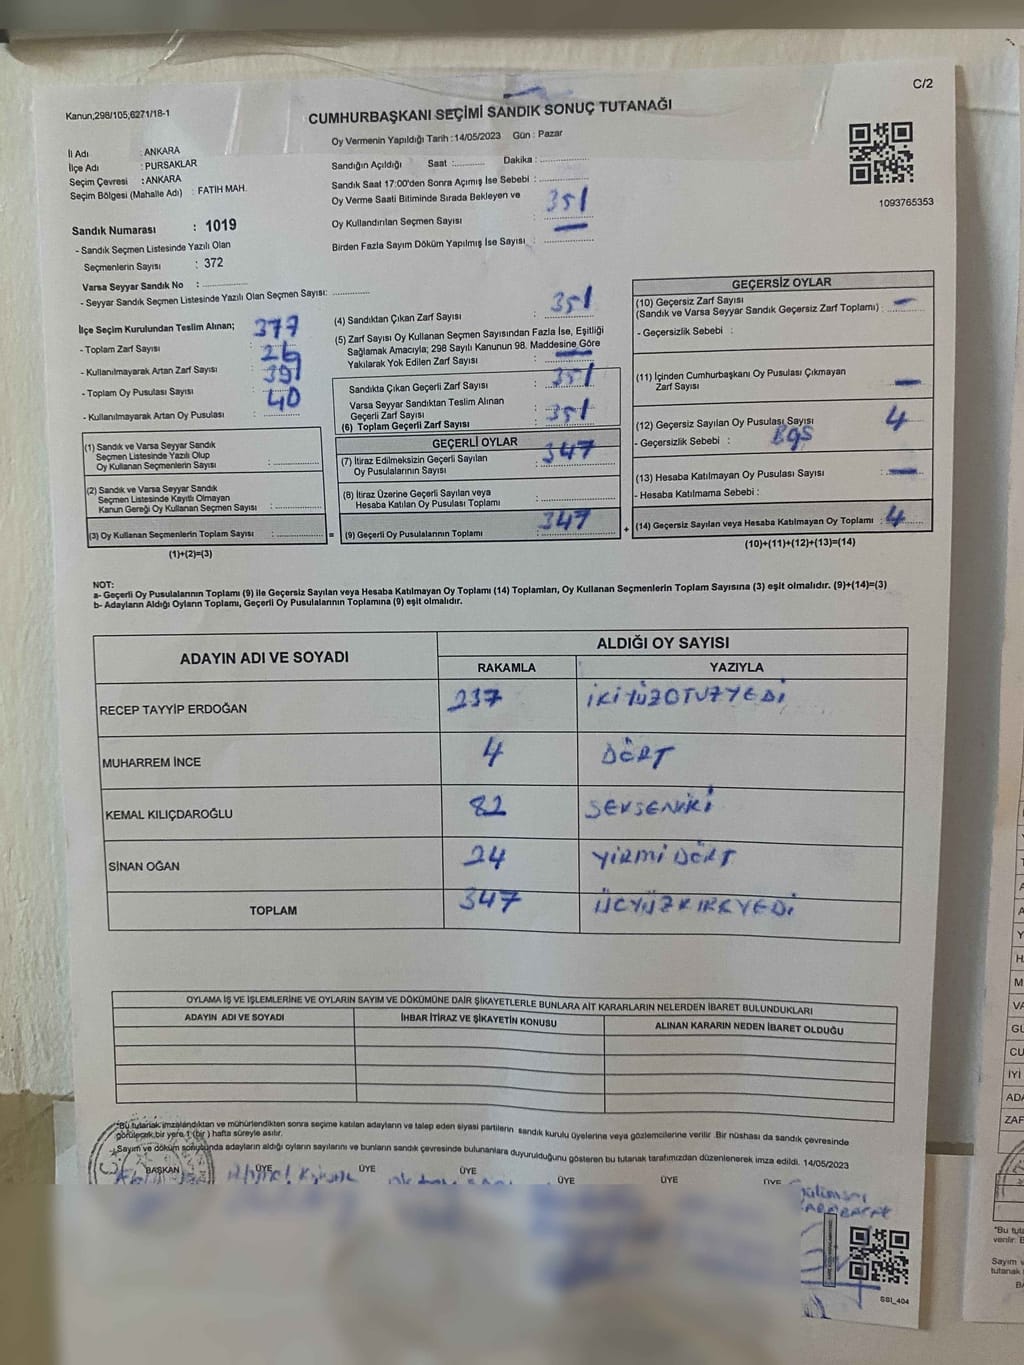 C/2
Kanun,298/105,6271/18-1
CUMHURBAŞKANI SEÇİMİ SANDIK SONUÇ TUTANAĞI
Oy Vermenin Yapıldığı Tarih : 14/05/2023 Gün : Pazar
İl Adı : ANKARA
İlçe Adı : PURSAKLAR
Seçim Çevresi : ANKARA
Seçim Bölgesi (Mahalle Adı) : FATİH MAH.
Sandık Numarası : 1019
- Sandık Seçmen Listesinde Yazılı Olan
Seçmenlerin Sayısı : 372
Varsa Seyyar Sandık No : ..............
- Seyyar Sandık Seçmen Listesinde Yazılı Olan Seçmen Sayısı: ............
Sandığın Açıldığı Saat :.......... Dakika : ..............
Sandık Saat 17:00'den Sonra Açımış İse Sebebi : ..............
Oy Verme Saati Bitiminde Sırada Bekleyen ve
Oy Kullandırılan Seçmen Sayısı : 351
Birden Fazla Sayım Döküm Yapılmış İse Sayısı : —
1093765353
İlçe Seçim Kurulundan Teslim Alınan;
- Toplam Zarf Sayısı : 377
- Kullanılmayarak Artan Zarf Sayısı : 26
- Toplam Oy Pusulası Sayısı : 391
- Kullanılmayarak Artan Oy Pusulası : 40
(1) Sandık ve Varsa Seyyar Sandık
Seçmen Listesinde Yazılı Olup
Oy Kullanan Seçmenlerin Sayısı : ..............
(2) Sandık ve Varsa Seyyar Sandık
Seçmen Listesinde Kayıtlı Olmayan
Kanun Gereği Oy Kullanan Seçmen Sayısı : ..............
(3) Oy Kullanan Seçmenlerin Toplam Sayısı : .............. =
(1)+(2)=(3)
(4) Sandıktan Çıkan Zarf Sayısı : 351
(5) Zarf Sayısı Oy Kullanan Seçmen Sayısından Fazla İse, Eşitliği
Sağlamak Amacıyla; 298 Sayılı Kanunun 98. Maddesine Göre
Yakılarak Yok Edilen Zarf Sayısı : —
Sandıkta Çıkan Geçerli Zarf Sayısı : 351
Varsa Seyyar Sandıktan Teslim Alınan
Geçerli Zarf Sayısı :
(6) Toplam Geçerli Zarf Sayısı : 351
GEÇERLİ OYLAR
(7) İtiraz Edilmeksizin Geçerli Sayılan
Oy Pusulalarının Sayısı : 347
(8) İtiraz Üzerine Geçerli Sayılan veya
Hesaba Katılan Oy Pusulası Toplamı : ..............
(9) Geçerli Oy Pusulalarının Toplamı : 347 +
GEÇERSİZ OYLAR
(10) Geçersiz Zarf Sayısı
(Sandık ve Varsa Seyyar Sandık Geçersiz Zarf Toplamı) : —
- Geçersizlik Sebebi :
(11) İçinden Cumhurbaşkanı Oy Pusulası Çıkmayan
Zarf Sayısı : —
(12) Geçersiz Sayılan Oy Pusulası Sayısı : 4
- Geçersizlik Sebebi :
(13) Hesaba Katılmayan Oy Pusulası Sayısı : —
- Hesaba Katılmama Sebebi :
(14) Geçersiz Sayılan veya Hesaba Katılmayan Oy Toplamı : 4
(10)+(11)+(12)+(13)=(14)
NOT:
a- Geçerli Oy Pusulalarının Toplamı (9) ile Geçersiz Sayılan veya Hesaba Katılmayan Oy Toplamı (14) Toplamları, Oy Kullanan Seçmenlerin Toplam Sayısına (3) eşit olmalıdır. (9)+(14)=(3)
b- Adayların Aldığı Oyların Toplamı, Geçerli Oy Pusulalarının Toplamına (9) eşit olmalıdır.
ADAYIN ADI VE SOYADI ALDIĞI OY SAYISI
RAKAMLA YAZIYLA
RECEP TAYYİP ERDOĞAN 237 İKİYÜZOTUZYEDİ
MUHARREM İNCE 4 DÖRT
KEMAL KILIÇDAROĞLU 82 SEKSENİKİ
SİNAN OĞAN 24 YİRMİ DÖRT
TOPLAM 347 ÜÇYÜZKIRKYEDİ
OYLAMA İŞ VE İŞLEMLERİNE VE OYLARIN SAYIM VE DÖKÜMÜNE DAİR ŞİKAYETLERLE BUNLARA AİT KARARLARIN NELERDEN İBARET BULUNDUKLARI
ADAYIN ADI VE SOYADI İHBAR İTİRAZ VE ŞİKAYETİN KONUSU ALINAN KARARIN NEDEN İBARET OLDUĞU
*Bu tutanak imzalandıktan ve mühürlendikten sonra seçime katılan adayların ve talep eden siyasi partilerin sandık kurulu üyelerine veya gözlemcilerine verilir. Bir nüshası da sandık çevresinde
görülecek bir yere 1 (bir ) hafta süreyle asılır.
Sayım ve döküm sonucunda adayların aldığı oyların sayılarını ve bunların sandık çevresinde bulunanlara duyurulduğunu gösteren bu tutanak tarafımızdan düzenlenerek imza edildi. 14/05/2023
BAŞKAN ÜYE ÜYE ÜYE ÜYE ÜYE ÜYE
SS1_404